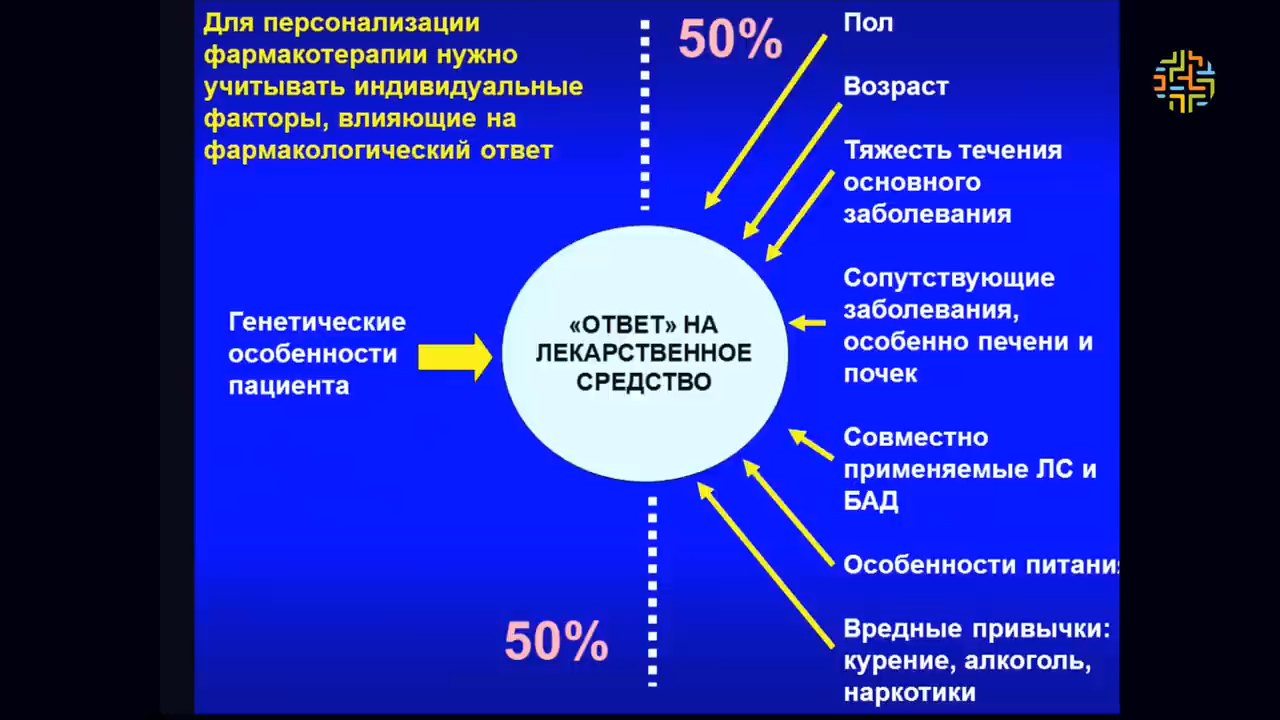 Для персонализации
фармакотерапии нужно
учитывать индивидуальные
факторы, влияющие на
фармакологический ответ
50%
Пол
Возраст
Тяжесть течения
основного
заболевания
Генетические
особенности
пациента
«ОТВЕТ» НА
ЛЕКАРСТВЕННОЕ
СРЕДСТВО
Сопутствующие
заболевания,
особенно печени и
почек
Совместно
применяемые ЛС и
БАД
Особенности питания
Вредные привычки:
курение, алкоголь,
наркотики
50%